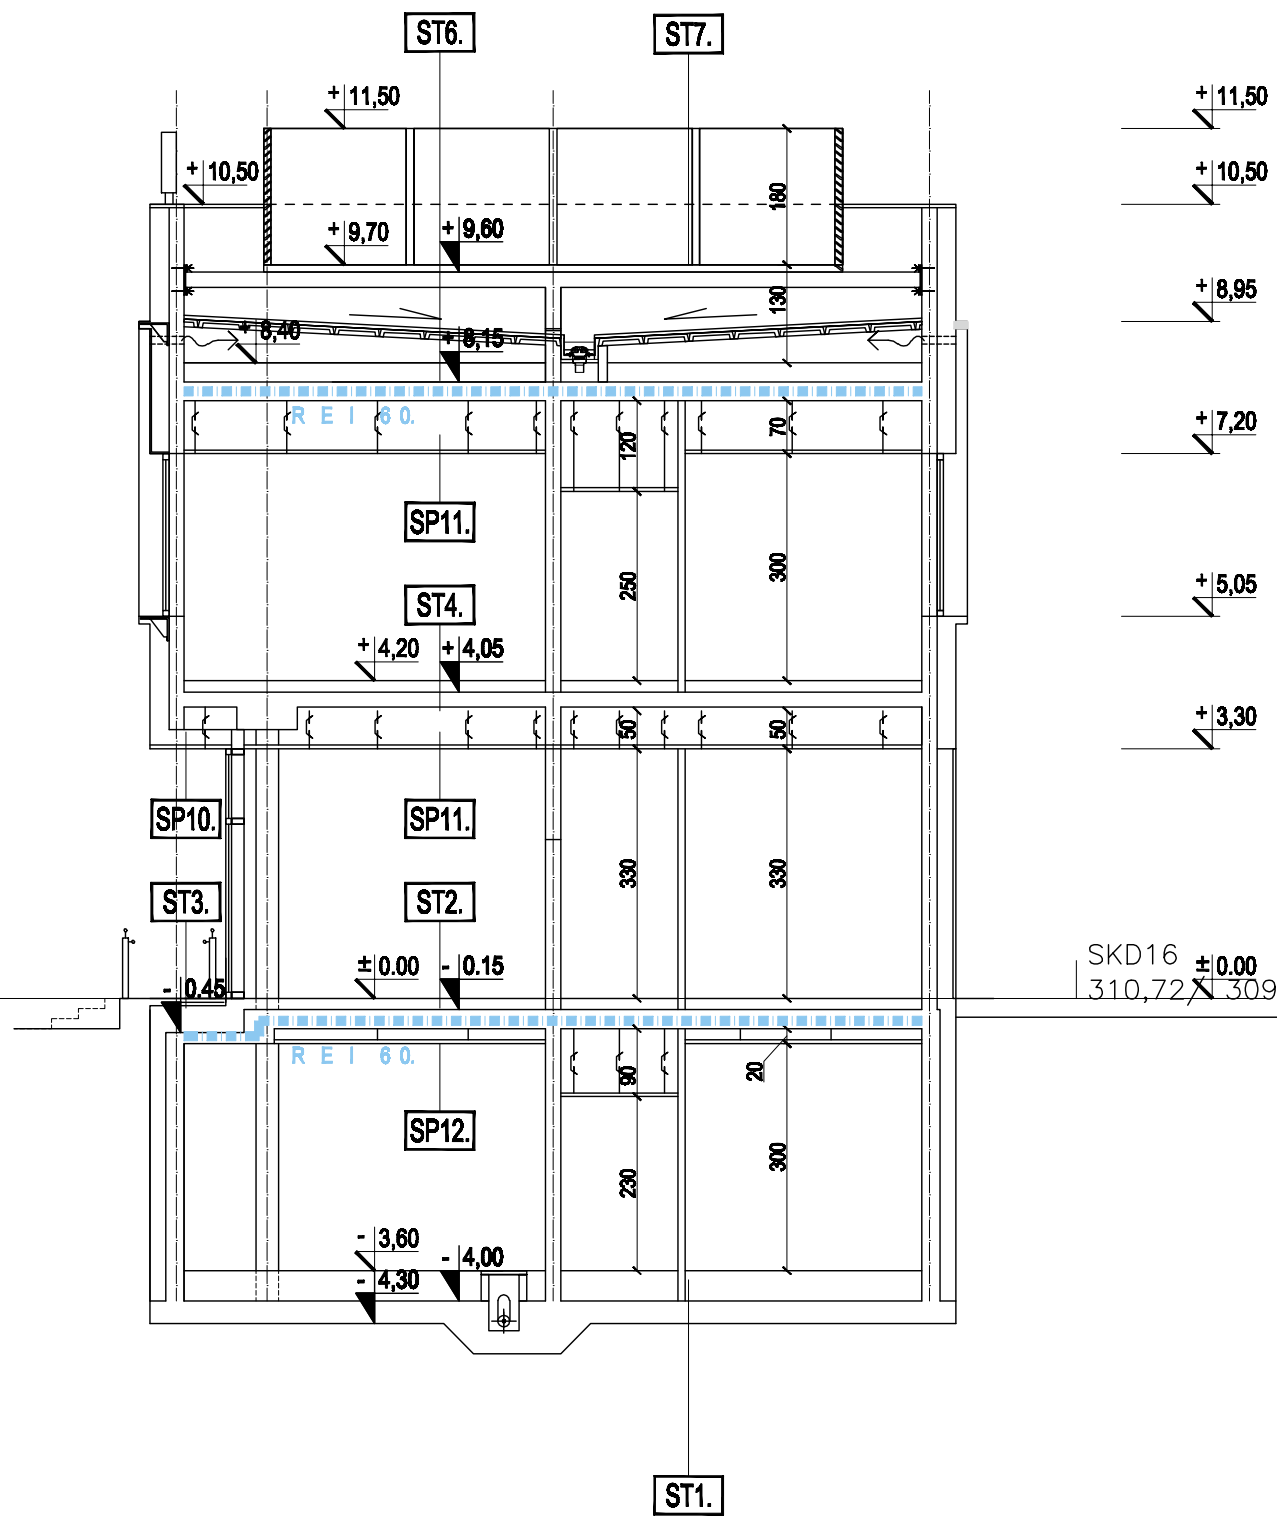 ST6.
ST7.
+ 11,50
+ 11,50
+ 10,50
180
+ 10,50
+ 9,70
+ 9,60
130
+ 8,95
+ 8,40
+ 8,15
REI 60.
120
70
+ 7,20
SP11.
250
300
+ 5,05
ST4.
+ 4,20
+ 4,05
50
50
+ 3,30
SP10.
SP11.
330
330
ST3.
ST2.
- 0.45
± 0.00
- 0.15
SKD16
± 0.00
310,72/ 309
REI 60.
90
20
SP12.
230
300
- 3,60
- 4,00
- 4,30
ST1.